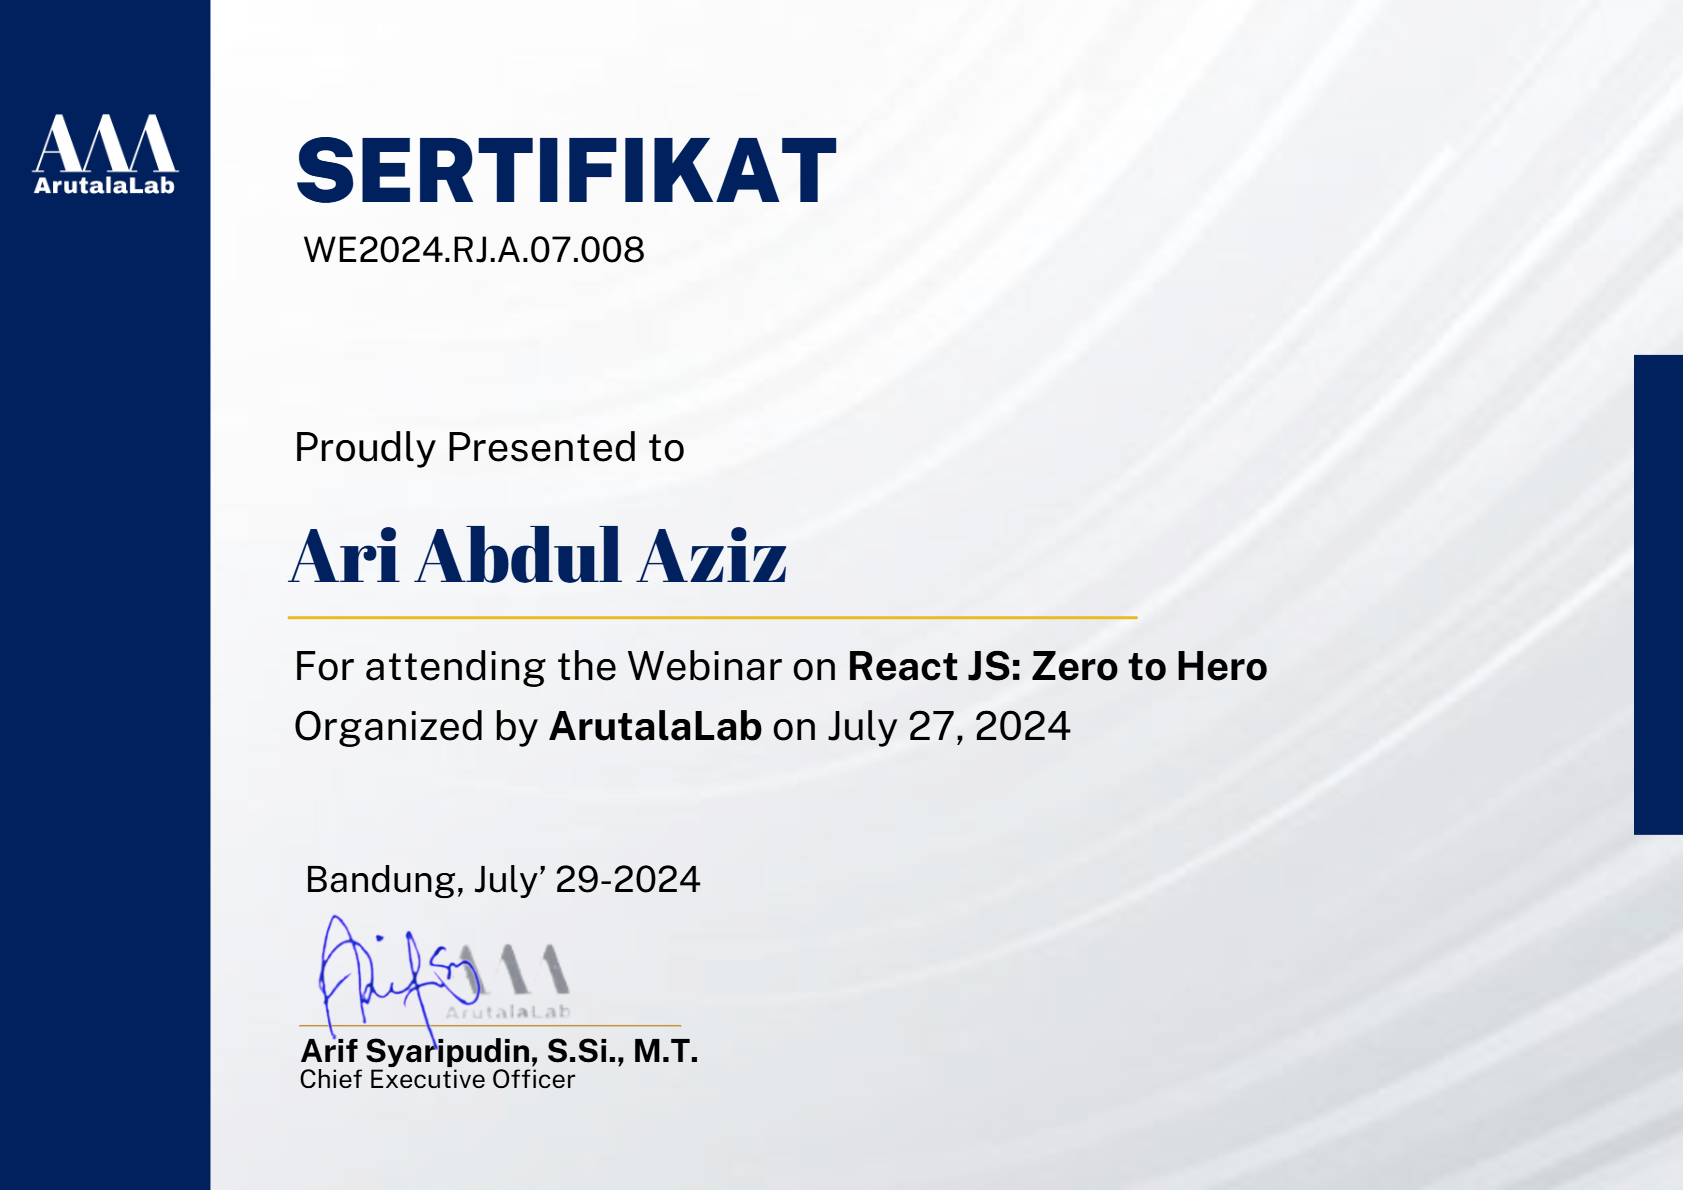 ArutalaLab
SERTIFIKAT
WE2024.RJ.A.07.008
Proudly Presented to
Ari Abdul Aziz
For attending the Webinar on React JS: Zero to Hero
Organized by ArutalaLab on July 27, 2024
Bandung, July’ 29-2024
ArutalaLab
Arif Syaripudin, S.Si., M.T.
Chief Executive Officer